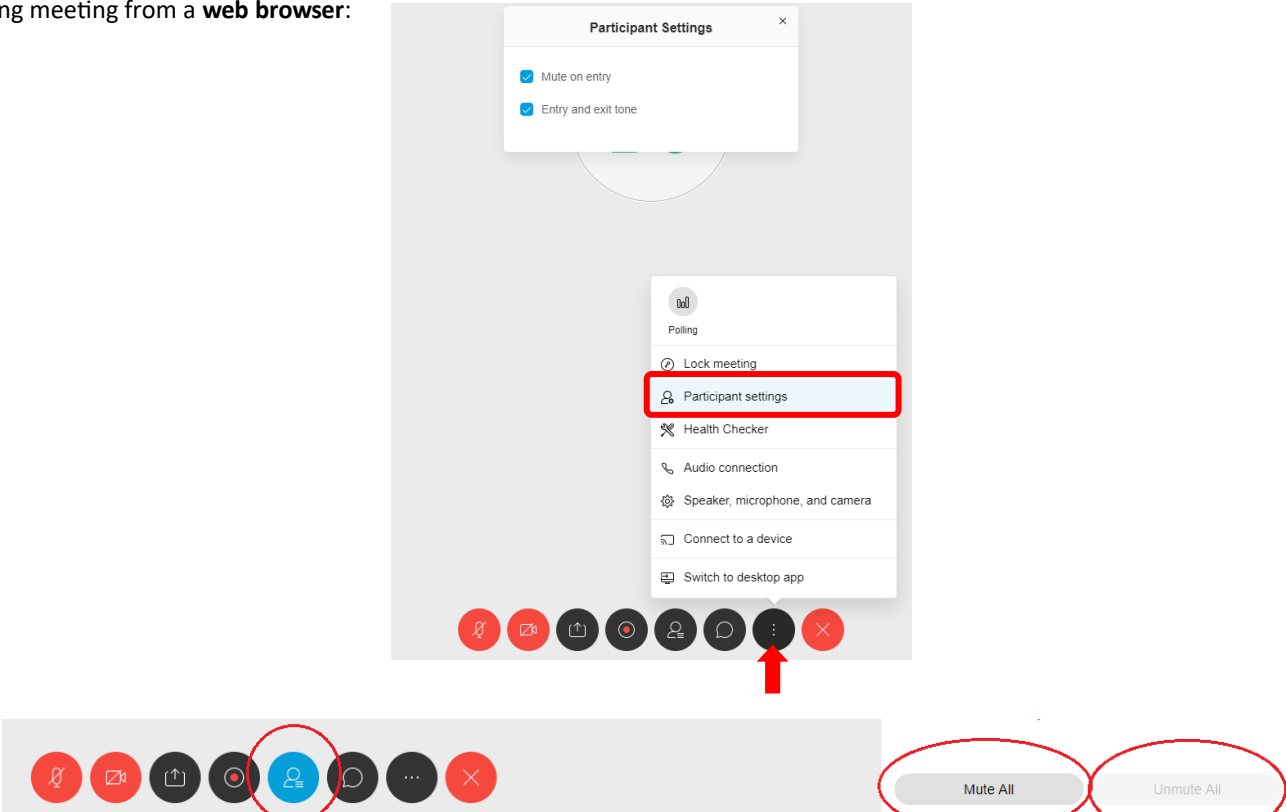 ng meeting from a web browser:
Participant Settings
Mute on entry
Entry and exit tone
Polling
Lock meeting
Participant settings
Health Checker
Audio connection
Speaker, microphone, and camera
Connect to a device
Switch to desktop app
Mute All
Unmute All